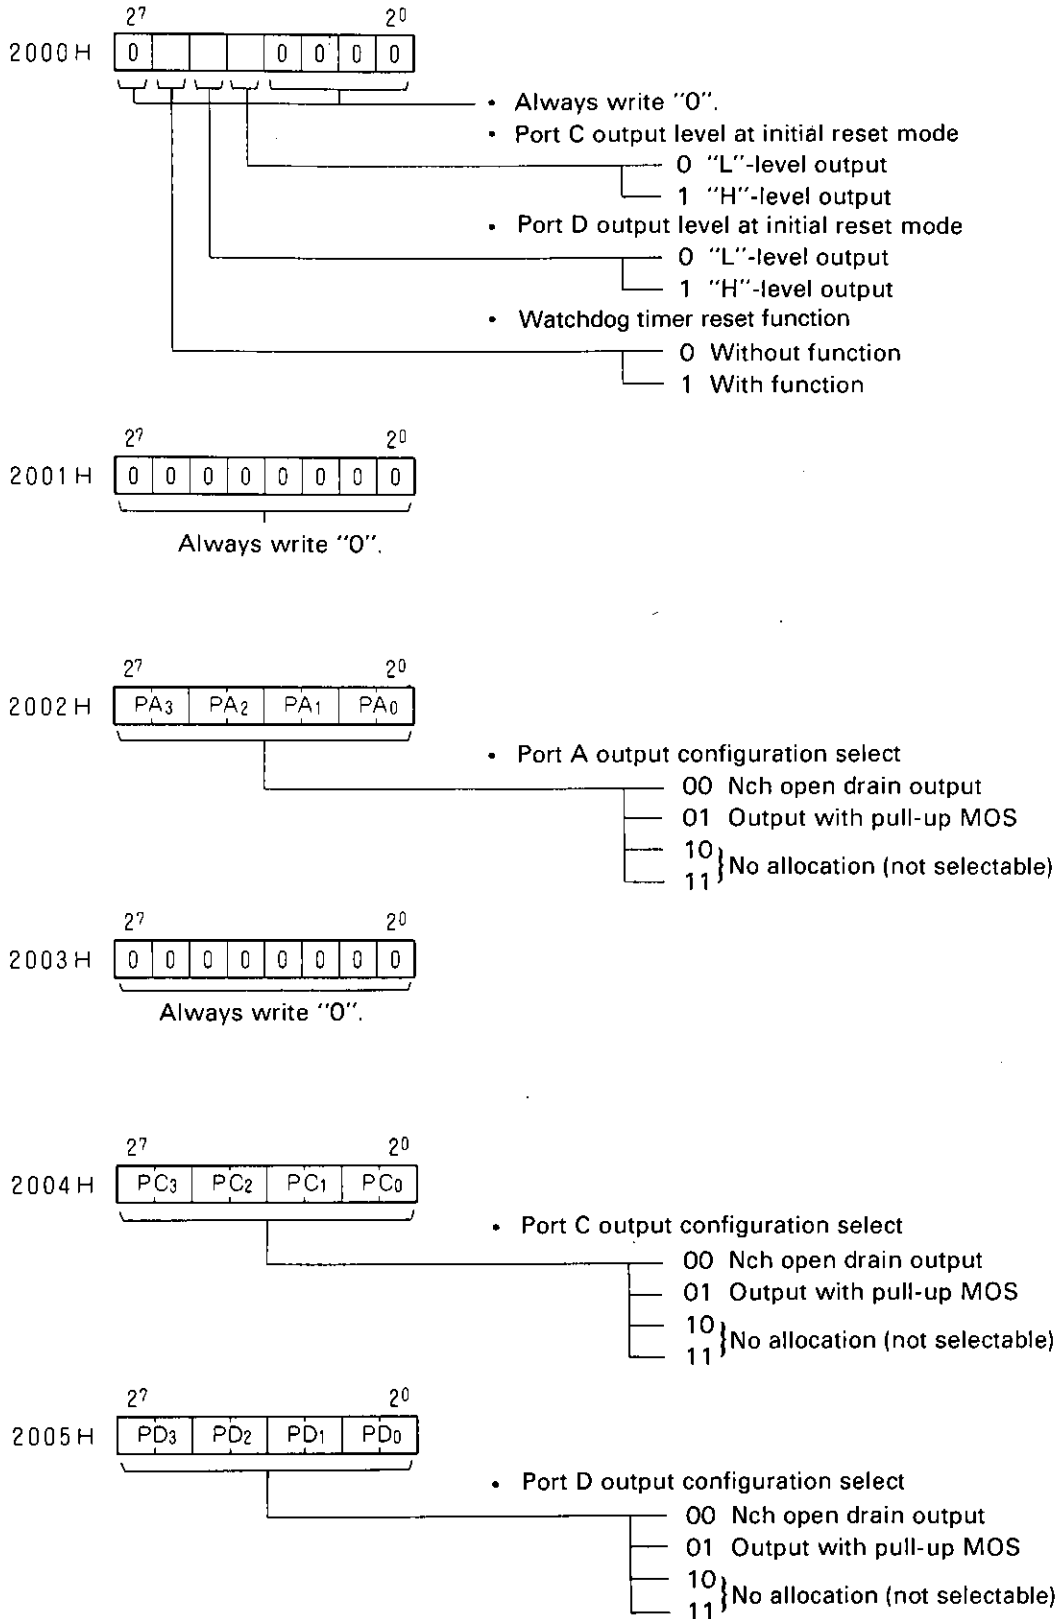 2⁷ 2⁰
2000H 0 0 0 0 0
• Always write "0".
• Port C output level at initial reset mode
0 "L"-level output
1 "H"-level output
• Port D output level at initial reset mode
0 "L"-level output
1 "H"-level output
• Watchdog timer reset function
0 Without function
1 With function
2⁷ 2⁰
2001H 0 0 0 0 0 0 0 0
Always write "0".
2⁷ 2⁰
2002H PA₃ PA₂ PA₁ PA₀
• Port A output configuration select
00 Nch open drain output
01 Output with pull-up MOS
10
11 } No allocation (not selectable)
2⁷ 2⁰
2003H 0 0 0 0 0 0 0 0
Always write "0".
2⁷ 2⁰
2004H PC₃ PC₂ PC₁ PC₀
• Port C output configuration select
00 Nch open drain output
01 Output with pull-up MOS
10
11 } No allocation (not selectable)
2⁷ 2⁰
2005H PD₃ PD₂ PD₁ PD₀
• Port D output configuration select
00 Nch open drain output
01 Output with pull-up MOS
10
11 } No allocation (not selectable)